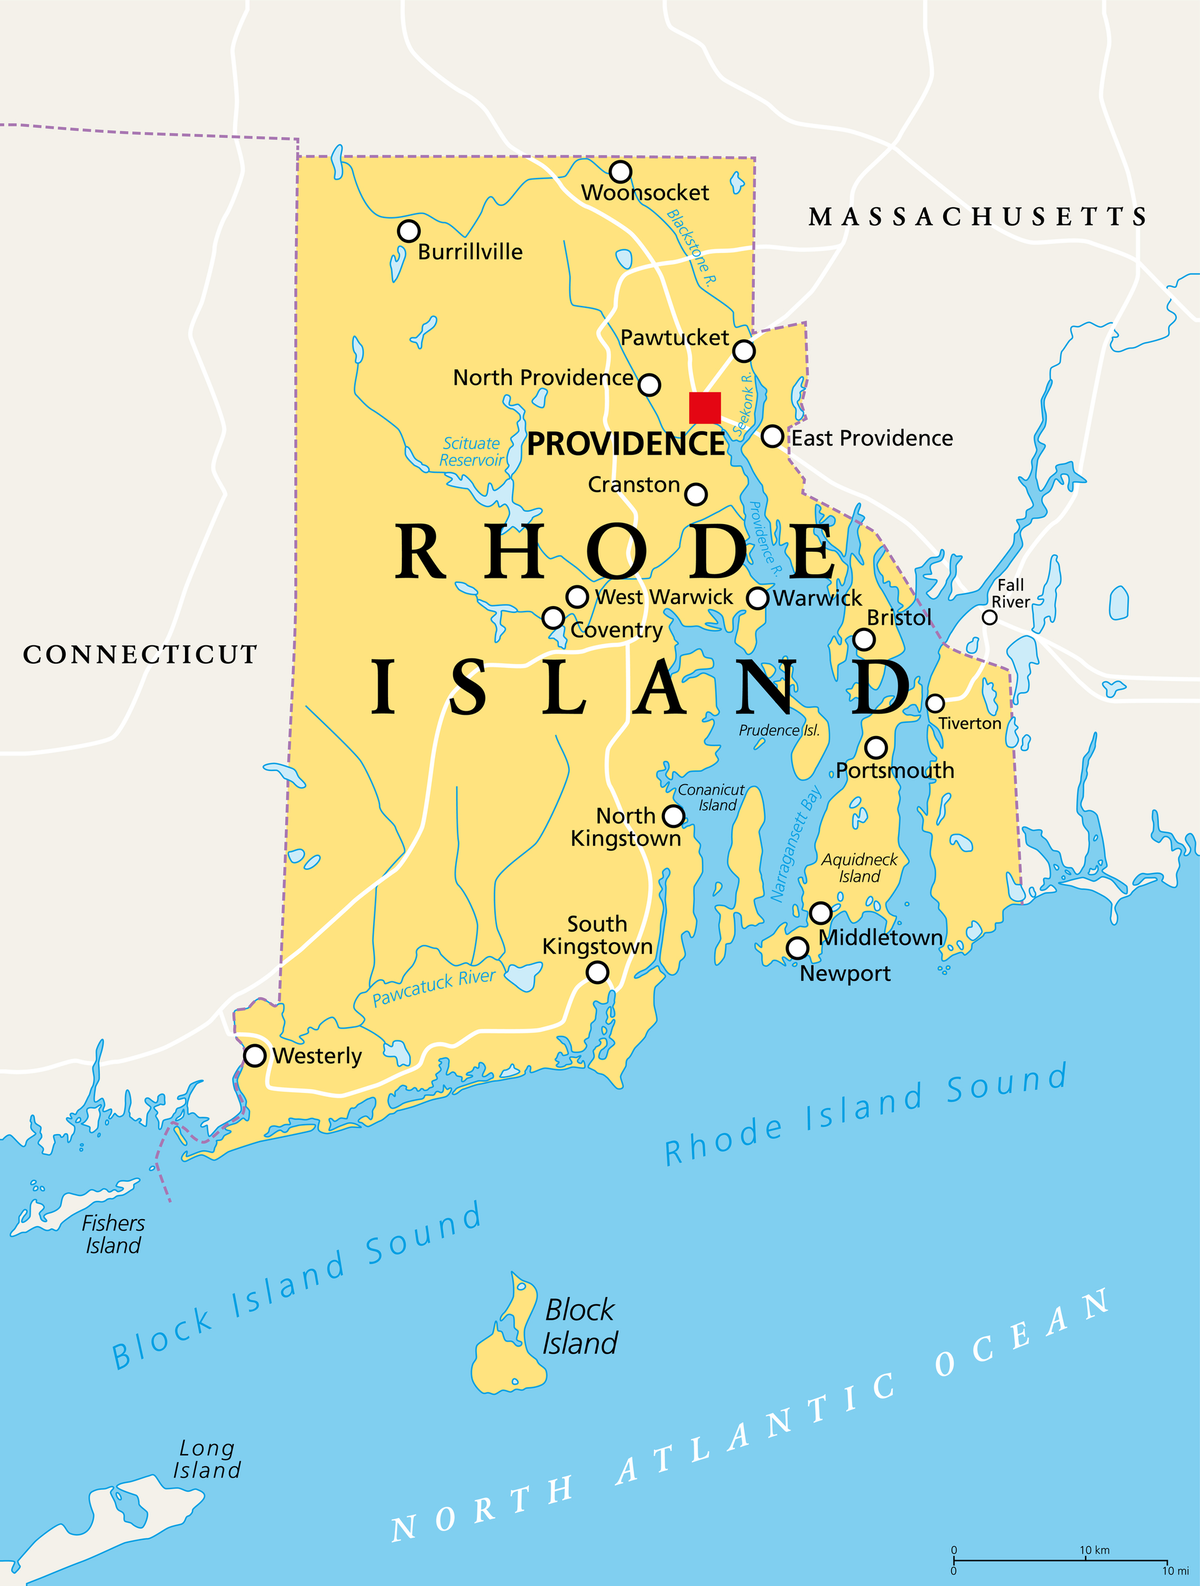 Woonsocket
MASSACHUSETTS
Blackstone R.
Burrillville
Pawtucket
North Providence
Seekonk R.
Scituate
Reservoir
PROVIDENCE
East Providence
Cranston
Providence R.
RHODE
Fall
River
West Warwick
Warwick
Bristol
Coventry
CONNECTICUT
ISLAND
Tiverton
Prudence Isl.
Portsmouth
Conanicut
Island
Narragansett Bay
North
Kingstown
Aquidneck
Island
South
Kingstown
Middletown
Newport
Pawcatuck River
Westerly
Rhode Island Sound
Fishers
Island
Block Island Sound
Block
Island
NORTH ATLANTIC OCEAN
Long
Island
0
10 km
0
10 mi